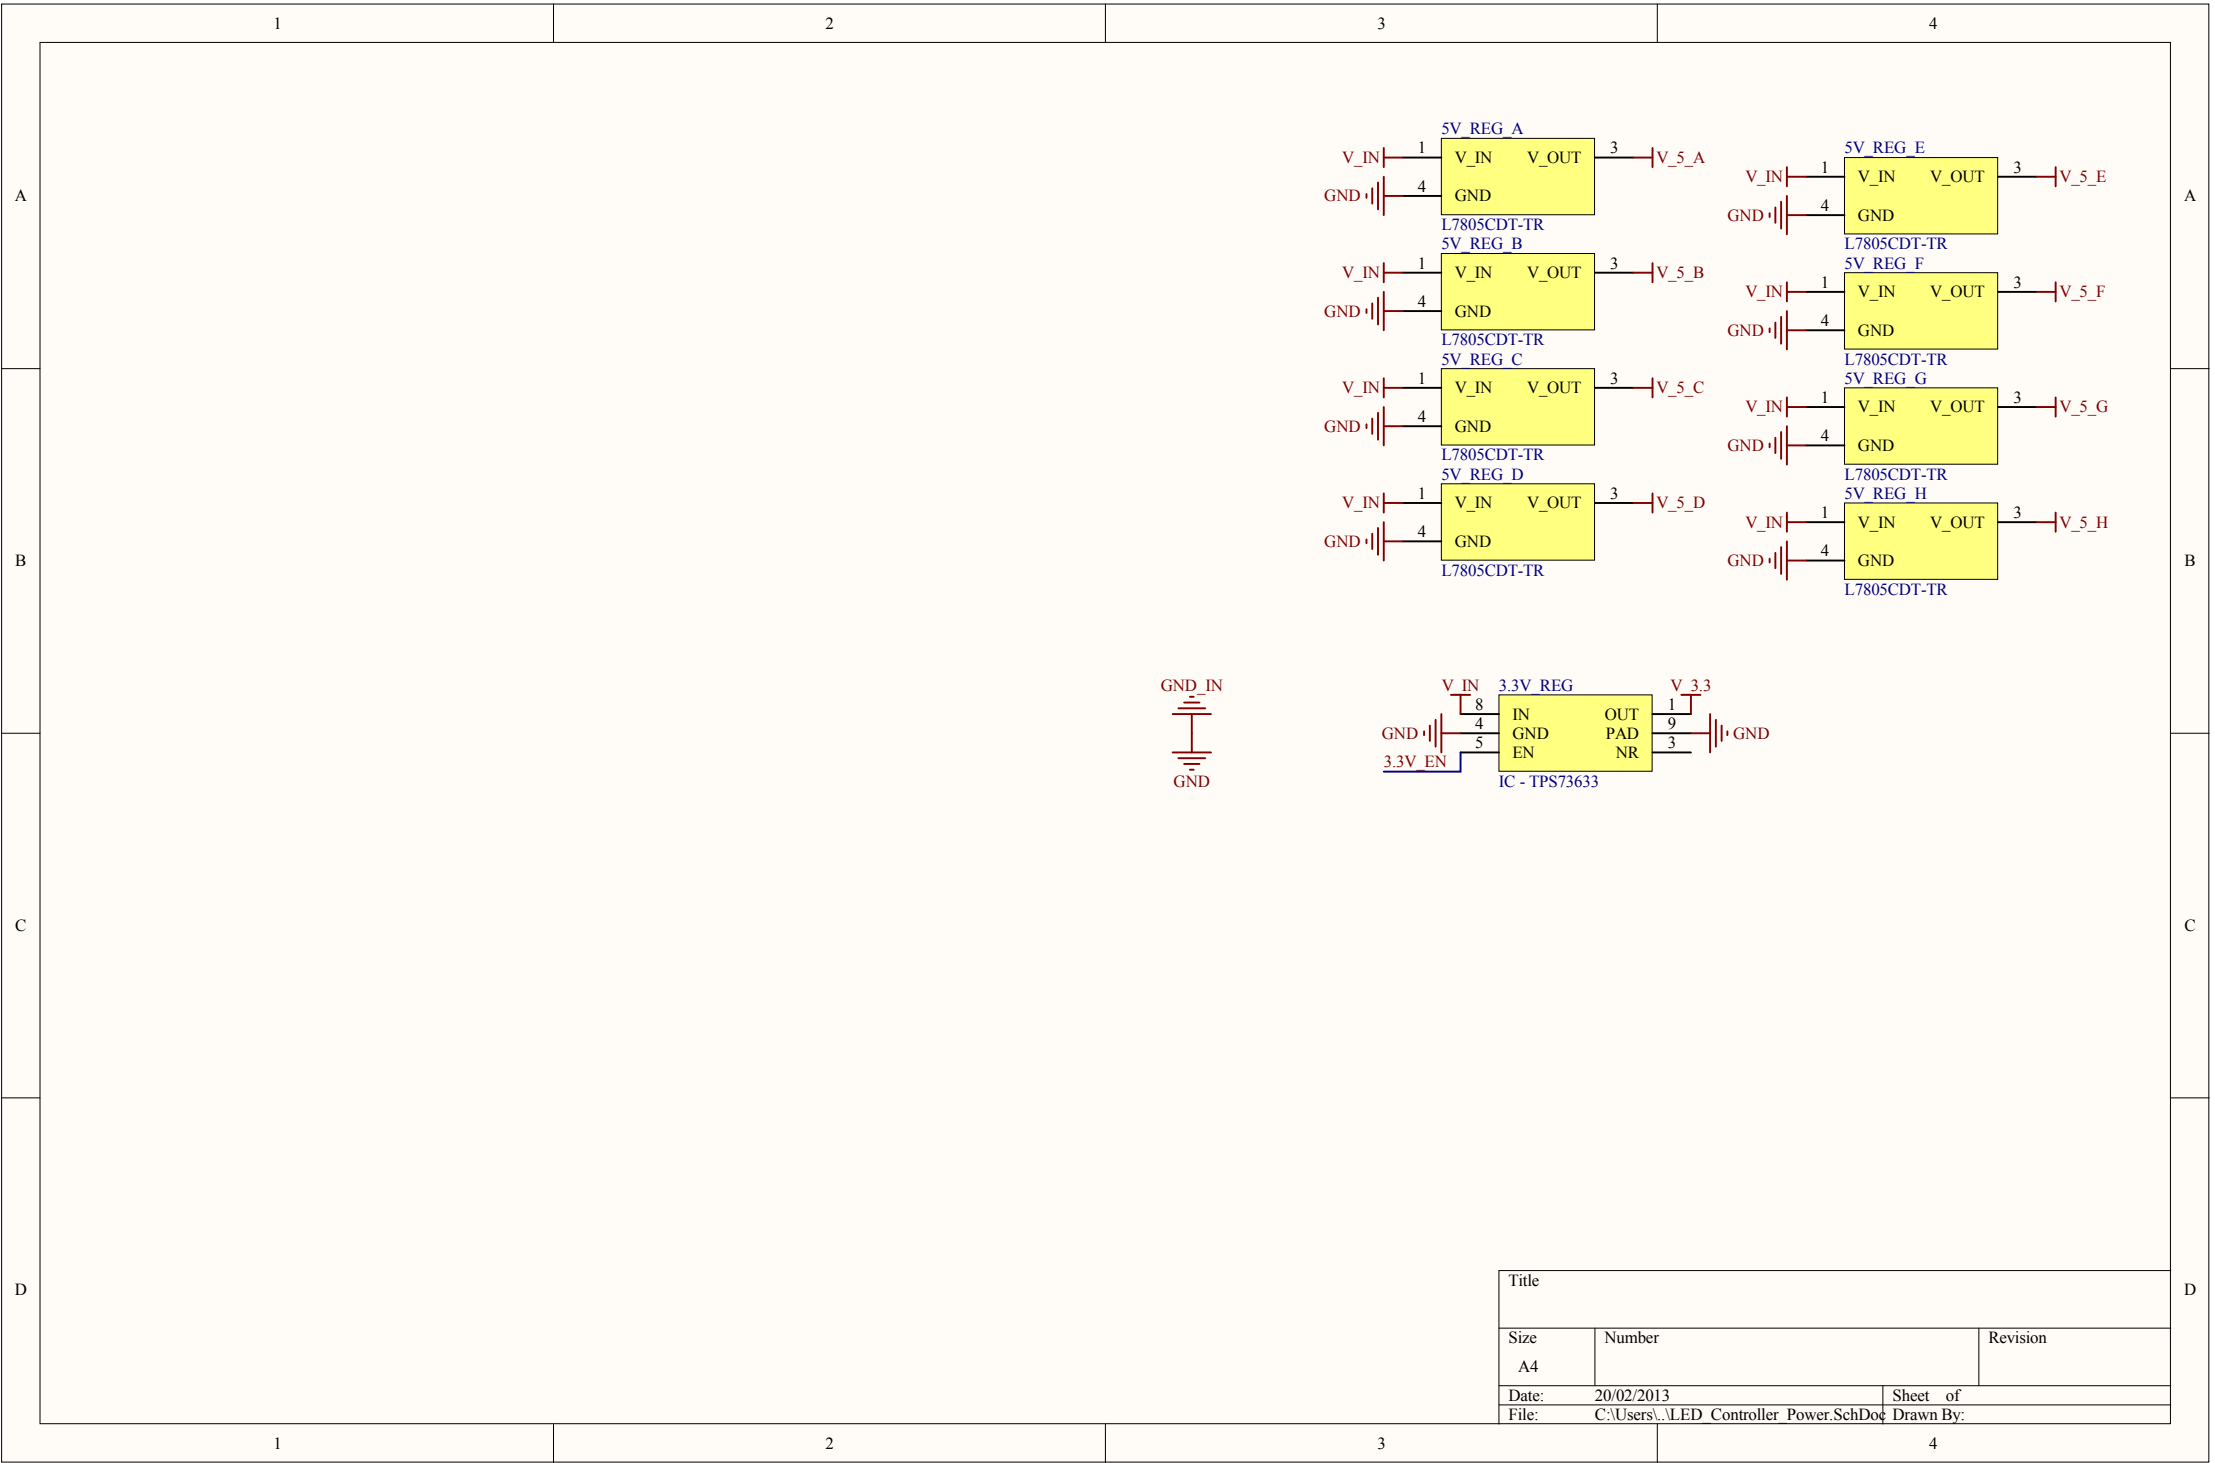 1 2 3 4
A A
5V_REG_A
V_IN 1 V_IN V_OUT 3 V_5_A
GND 4 GND
L7805CDT-TR
5V_REG_B
V_IN 1 V_IN V_OUT 3 V_5_B
GND 4 GND
L7805CDT-TR
5V_REG_C
V_IN 1 V_IN V_OUT 3 V_5_C
GND 4 GND
L7805CDT-TR
5V_REG_D
V_IN 1 V_IN V_OUT 3 V_5_D
GND 4 GND
L7805CDT-TR
5V_REG_E
V_IN 1 V_IN V_OUT 3 V_5_E
GND 4 GND
L7805CDT-TR
5V_REG_F
V_IN 1 V_IN V_OUT 3 V_5_F
GND 4 GND
L7805CDT-TR
5V_REG_G
V_IN 1 V_IN V_OUT 3 V_5_G
GND 4 GND
L7805CDT-TR
5V_REG_H
V_IN 1 V_IN V_OUT 3 V_5_H
GND 4 GND
L7805CDT-TR
B B
GND_IN
GND
V_IN 3.3V_REG V_3.3
8 IN OUT 1
GND 4 GND PAD 9 GND
5 EN NR 3
3.3V_EN
IC - TPS73633
C C
D D
Title
Size Number Revision
A4
Date: 20/02/2013 Sheet of
File: C:\Users\..\LED_Controller_Power.SchDoc Drawn By:
1 2 3 4